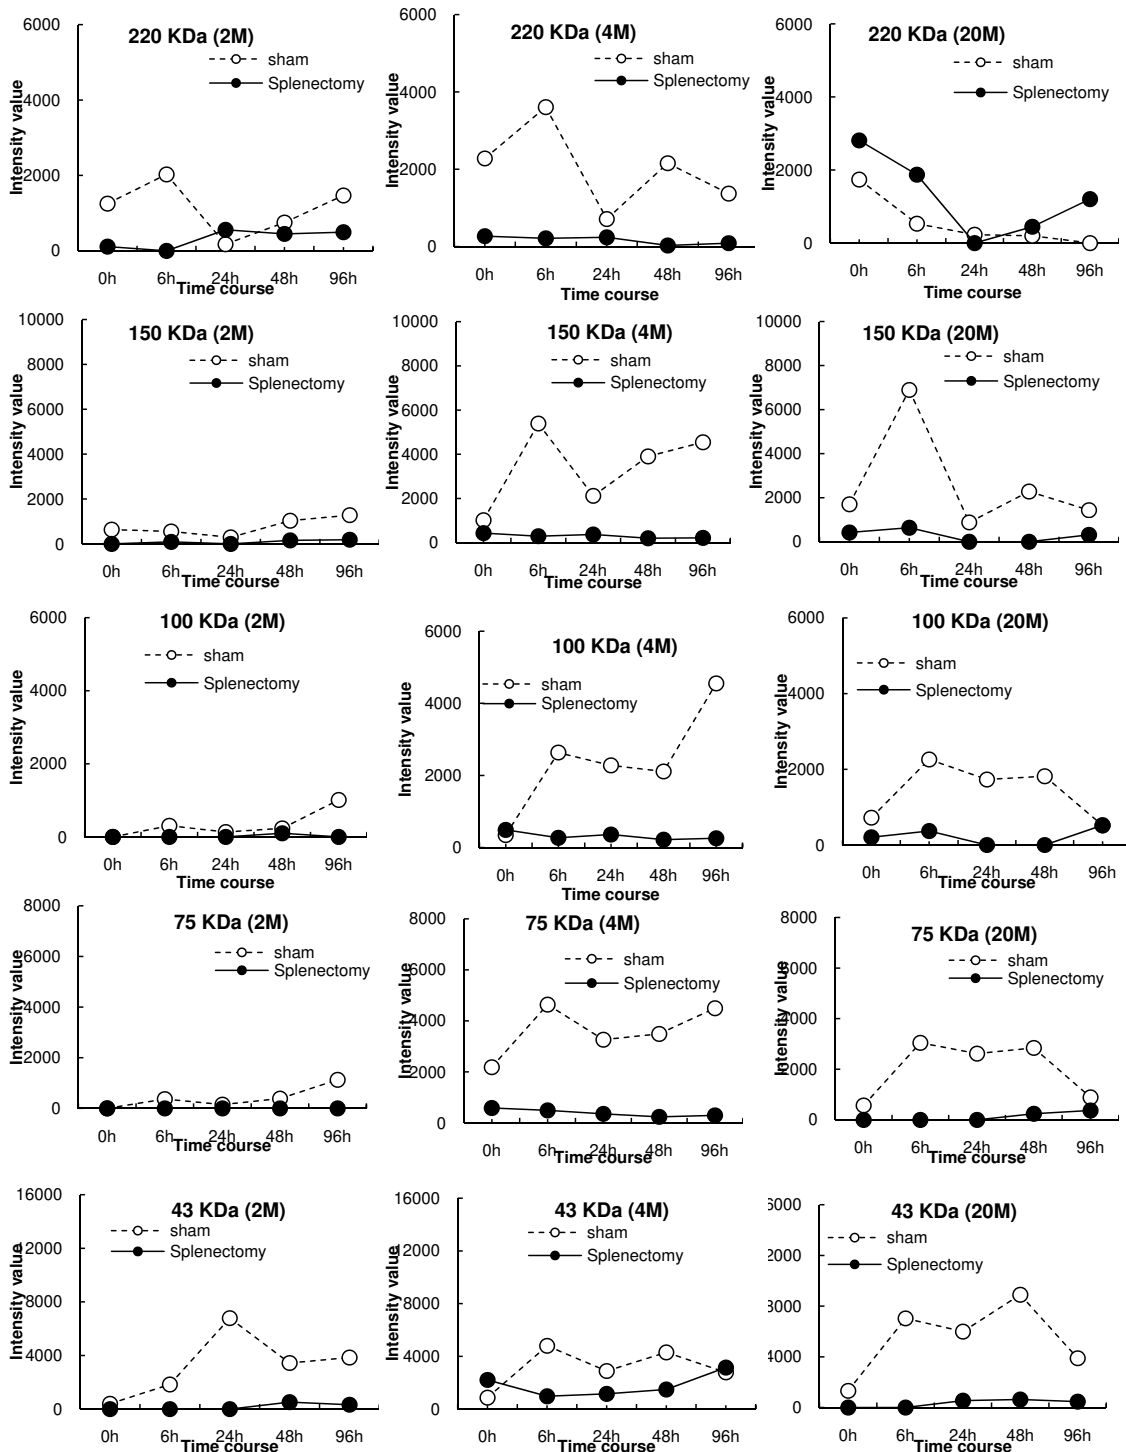 220 KDa (2M)
sham
Splenectomy
Intensity value
6000
4000
2000
0
0h 6h 24h 48h 96h
Time course
220 KDa (4M)
sham
Splenectomy
Intensity value
6000
4000
2000
0
0h 6h 24h 48h 96h
Time course
220 KDa (20M)
sham
Splenectomy
Intensity value
6000
4000
2000
0
0h 6h 24h 48h 96h
Time course
150 KDa (2M)
sham
Splenectomy
Intensity value
10000
8000
6000
4000
2000
0
0h 6h 24h 48h 96h
Time course
150 KDa (4M)
sham
Splenectomy
Intensity value
10000
8000
6000
4000
2000
0
0h 6h 24h 48h 96h
Time course
150 KDa (20M)
sham
Splenectomy
Intensity value
10000
8000
6000
4000
2000
0
0h 6h 24h 48h 96h
Time course
100 KDa (2M)
sham
Splenectomy
Intensity value
6000
4000
2000
0
0h 6h 24h 48h 96h
Time course
100 KDa (4M)
sham
Splenectomy
Intensity value
6000
4000
2000
0
0h 6h 24h 48h 96h
Time course
100 KDa (20M)
sham
Splenectomy
Intensity value
6000
4000
2000
0
0h 6h 24h 48h 96h
Time course
75 KDa (2M)
sham
Splenectomy
Intensity value
8000
6000
4000
2000
0
0h 6h 24h 48h 96h
Time course
75 KDa (4M)
sham
Splenectomy
Intensity value
8000
6000
4000
2000
0
0h 6h 24h 48h 96h
Time course
75 KDa (20M)
sham
Splenectomy
Intensity value
8000
6000
4000
2000
0
0h 6h 24h 48h 96h
Time course
43 KDa (2M)
sham
Splenectomy
Intensity value
16000
12000
8000
4000
0
0h 6h 24h 48h 96h
Time course
43 KDa (4M)
sham
Splenectomy
Intensity value
16000
12000
8000
4000
0
0h 6h 24h 48h 96h
Time course
43 KDa (20M)
sham
Splenectomy
Intensity value
6000
2000
8000
4000
0
0h 6h 24h 48h 96h
Time course